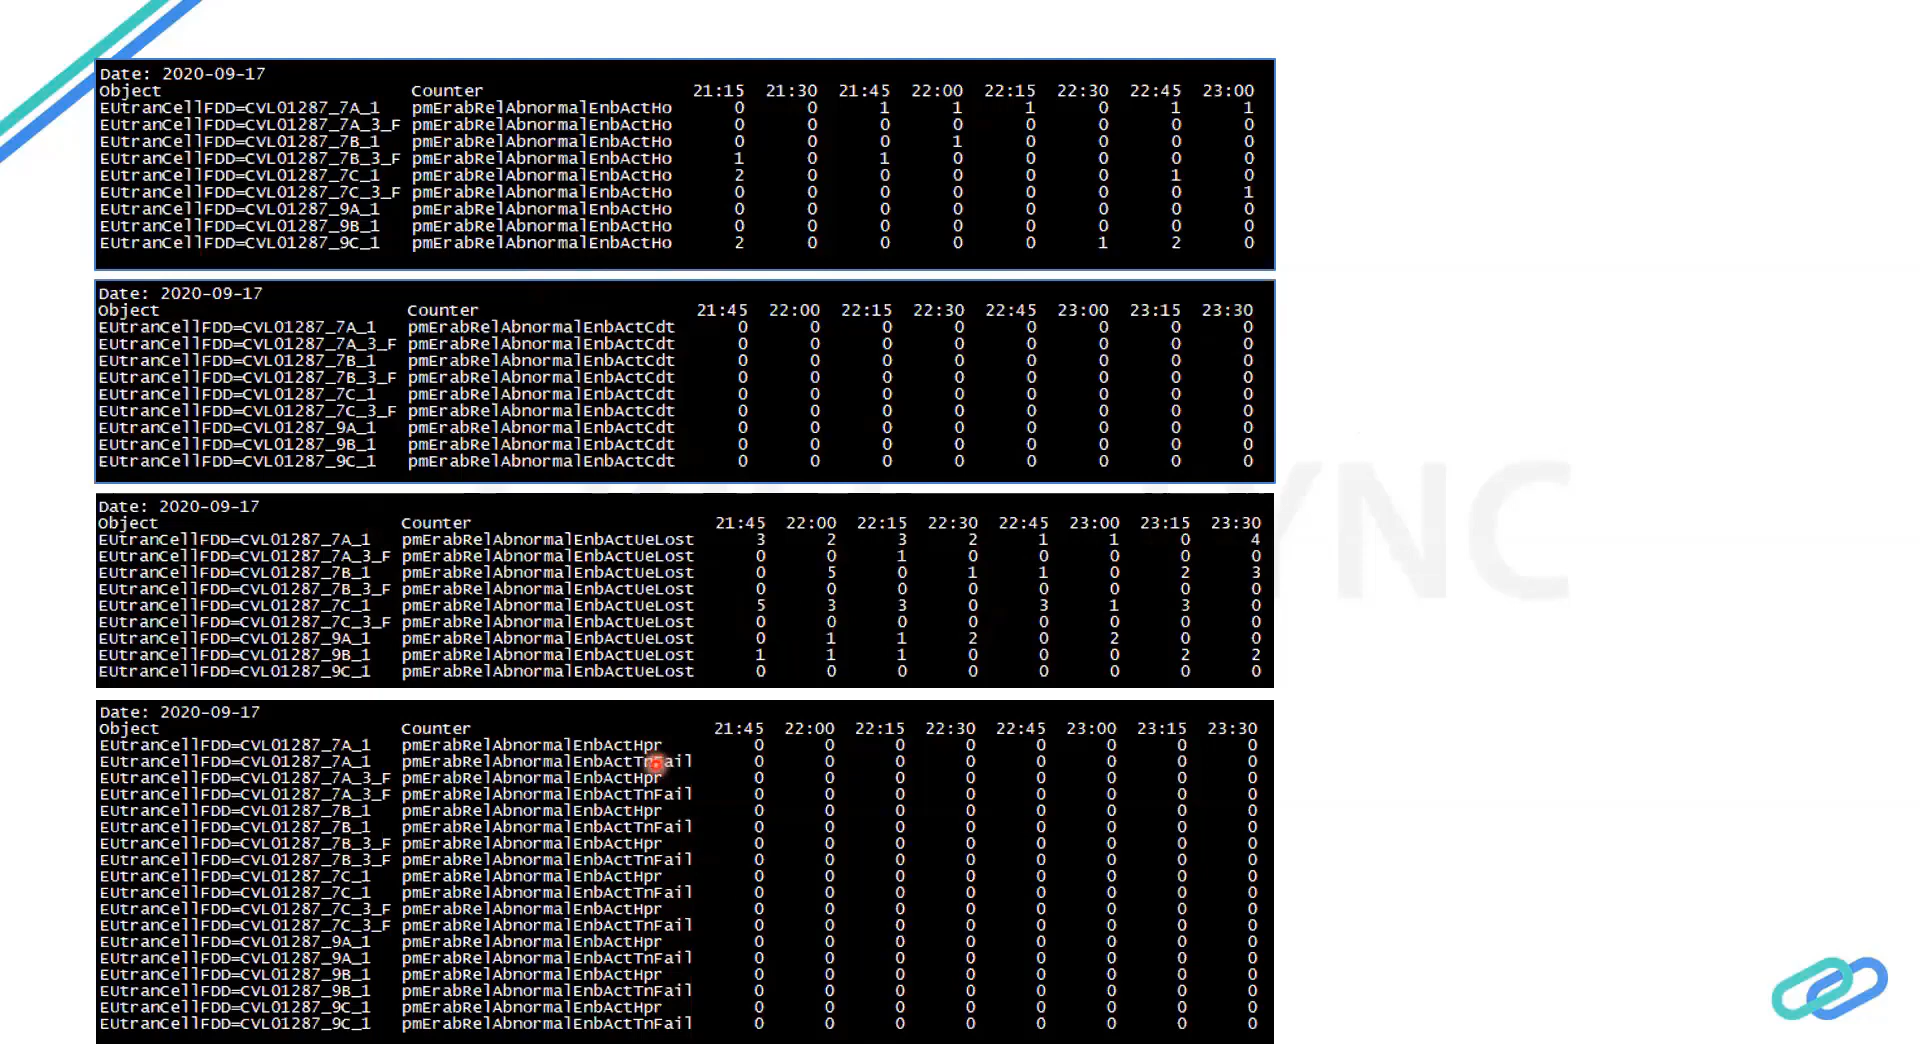 Date: 2020-09-17
Object Counter 21:15 21:30 21:45 22:00 22:15 22:30 22:45 23:00
EUtranCellFDD=CVL01287_7A_1 pmErabRelAbnormalEnbActHo 0 0 1 1 1 0 1 1
EUtranCellFDD=CVL01287_7A_3_F pmErabRelAbnormalEnbActHo 0 0 0 0 0 0 0 0
EUtranCellFDD=CVL01287_7B_1 pmErabRelAbnormalEnbActHo 0 0 0 1 0 0 0 0
EUtranCellFDD=CVL01287_7B_3_F pmErabRelAbnormalEnbActHo 1 0 1 0 0 0 0 0
EUtranCellFDD=CVL01287_7C_1 pmErabRelAbnormalEnbActHo 2 0 0 0 0 0 1 0
EUtranCellFDD=CVL01287_7C_3_F pmErabRelAbnormalEnbActHo 0 0 0 0 0 0 0 1
EUtranCellFDD=CVL01287_9A_1 pmErabRelAbnormalEnbActHo 0 0 0 0 0 0 0 0
EUtranCellFDD=CVL01287_9B_1 pmErabRelAbnormalEnbActHo 0 0 0 0 0 0 0 0
EUtranCellFDD=CVL01287_9C_1 pmErabRelAbnormalEnbActHo 2 0 0 0 0 1 2 0
Date: 2020-09-17
Object Counter 21:45 22:00 22:15 22:30 22:45 23:00 23:15 23:30
EUtranCellFDD=CVL01287_7A_1 pmErabRelAbnormalEnbActCdt 0 0 0 0 0 0 0 0
EUtranCellFDD=CVL01287_7A_3_F pmErabRelAbnormalEnbActCdt 0 0 0 0 0 0 0 0
EUtranCellFDD=CVL01287_7B_1 pmErabRelAbnormalEnbActCdt 0 0 0 0 0 0 0 0
EUtranCellFDD=CVL01287_7B_3_F pmErabRelAbnormalEnbActCdt 0 0 0 0 0 0 0 0
EUtranCellFDD=CVL01287_7C_1 pmErabRelAbnormalEnbActCdt 0 0 0 0 0 0 0 0
EUtranCellFDD=CVL01287_7C_3_F pmErabRelAbnormalEnbActCdt 0 0 0 0 0 0 0 0
EUtranCellFDD=CVL01287_9A_1 pmErabRelAbnormalEnbActCdt 0 0 0 0 0 0 0 0
EUtranCellFDD=CVL01287_9B_1 pmErabRelAbnormalEnbActCdt 0 0 0 0 0 0 0 0
EUtranCellFDD=CVL01287_9C_1 pmErabRelAbnormalEnbActCdt 0 0 0 0 0 0 0 0
Date: 2020-09-17
Object Counter 21:45 22:00 22:15 22:30 22:45 23:00 23:15 23:30
EUtranCellFDD=CVL01287_7A_1 pmErabRelAbnormalEnbActUeLost 3 2 3 2 1 1 0 4
EUtranCellFDD=CVL01287_7A_3_F pmErabRelAbnormalEnbActUeLost 0 0 1 0 0 0 0 0
EUtranCellFDD=CVL01287_7B_1 pmErabRelAbnormalEnbActUeLost 0 5 0 1 1 0 2 3
EUtranCellFDD=CVL01287_7B_3_F pmErabRelAbnormalEnbActUeLost 0 0 0 0 0 0 0 0
EUtranCellFDD=CVL01287_7C_1 pmErabRelAbnormalEnbActUeLost 5 3 3 0 3 1 3 0
EUtranCellFDD=CVL01287_7C_3_F pmErabRelAbnormalEnbActUeLost 0 0 0 0 0 0 0 0
EUtranCellFDD=CVL01287_9A_1 pmErabRelAbnormalEnbActUeLost 0 1 1 2 0 2 0 0
EUtranCellFDD=CVL01287_9B_1 pmErabRelAbnormalEnbActUeLost 1 1 1 0 0 0 2 2
EUtranCellFDD=CVL01287_9C_1 pmErabRelAbnormalEnbActUeLost 0 0 0 0 0 0 0 0
YNC
Date: 2020-09-17
Object Counter 21:45 22:00 22:15 22:30 22:45 23:00 23:15 23:30
EUtranCellFDD=CVL01287_7A_1 pmErabRelAbnormalEnbActHpr 0 0 0 0 0 0 0 0
EUtranCellFDD=CVL01287_7A_1 pmErabRelAbnormalEnbActTnFail 0 0 0 0 0 0 0 0
EUtranCellFDD=CVL01287_7A_3_F pmErabRelAbnormalEnbActHpr 0 0 0 0 0 0 0 0
EUtranCellFDD=CVL01287_7A_3_F pmErabRelAbnormalEnbActTnFail 0 0 0 0 0 0 0 0
EUtranCellFDD=CVL01287_7B_1 pmErabRelAbnormalEnbActHpr 0 0 0 0 0 0 0 0
EUtranCellFDD=CVL01287_7B_1 pmErabRelAbnormalEnbActTnFail 0 0 0 0 0 0 0 0
EUtranCellFDD=CVL01287_7B_3_F pmErabRelAbnormalEnbActHpr 0 0 0 0 0 0 0 0
EUtranCellFDD=CVL01287_7B_3_F pmErabRelAbnormalEnbActTnFail 0 0 0 0 0 0 0 0
EUtranCellFDD=CVL01287_7C_1 pmErabRelAbnormalEnbActHpr 0 0 0 0 0 0 0 0
EUtranCellFDD=CVL01287_7C_1 pmErabRelAbnormalEnbActTnFail 0 0 0 0 0 0 0 0
EUtranCellFDD=CVL01287_7C_3_F pmErabRelAbnormalEnbActHpr 0 0 0 0 0 0 0 0
EUtranCellFDD=CVL01287_7C_3_F pmErabRelAbnormalEnbActTnFail 0 0 0 0 0 0 0 0
EUtranCellFDD=CVL01287_9A_1 pmErabRelAbnormalEnbActHpr 0 0 0 0 0 0 0 0
EUtranCellFDD=CVL01287_9A_1 pmErabRelAbnormalEnbActTnFail 0 0 0 0 0 0 0 0
EUtranCellFDD=CVL01287_9B_1 pmErabRelAbnormalEnbActHpr 0 0 0 0 0 0 0 0
EUtranCellFDD=CVL01287_9B_1 pmErabRelAbnormalEnbActTnFail 0 0 0 0 0 0 0 0
EUtranCellFDD=CVL01287_9C_1 pmErabRelAbnormalEnbActHpr 0 0 0 0 0 0 0 0
EUtranCellFDD=CVL01287_9C_1 pmErabRelAbnormalEnbActTnFail 0 0 0 0 0 0 0 0